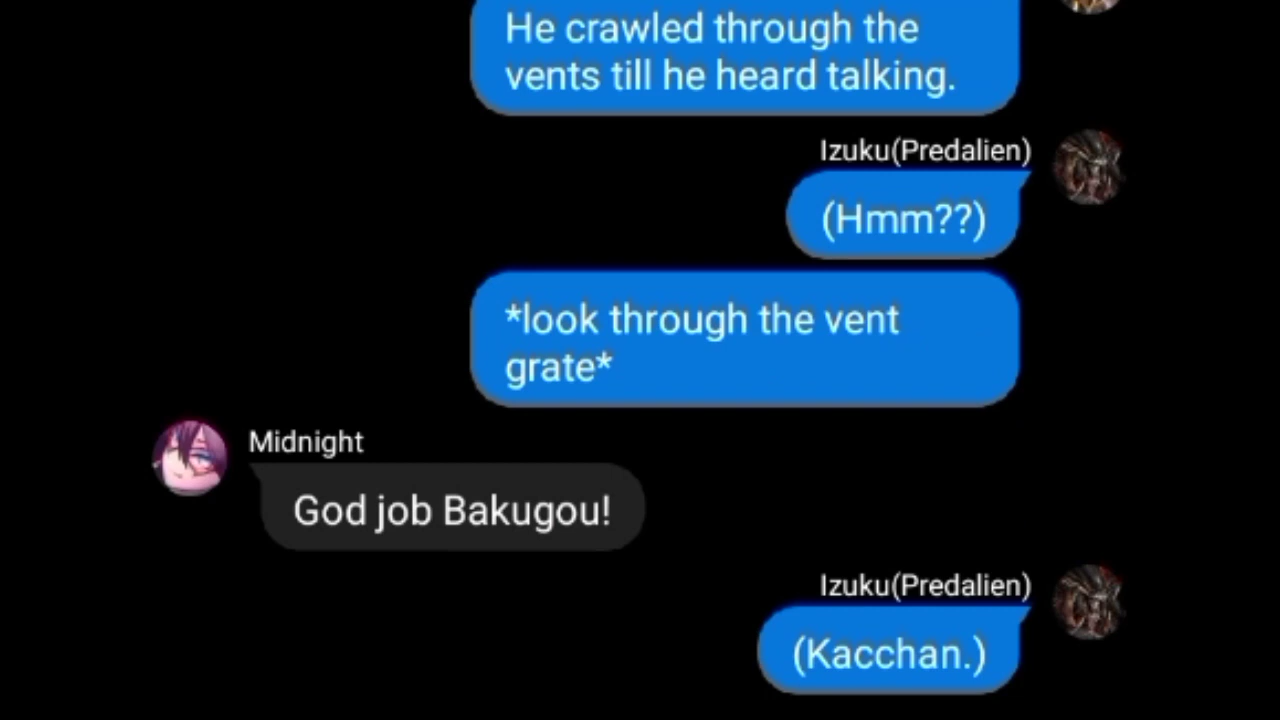 He crawled through the
vents till he heard talking.
Izuku(Predalien)
(Hmm??)
*look through the vent
grate*
Midnight
God job Bakugou!
Izuku(Predalien)
(Kacchan.)